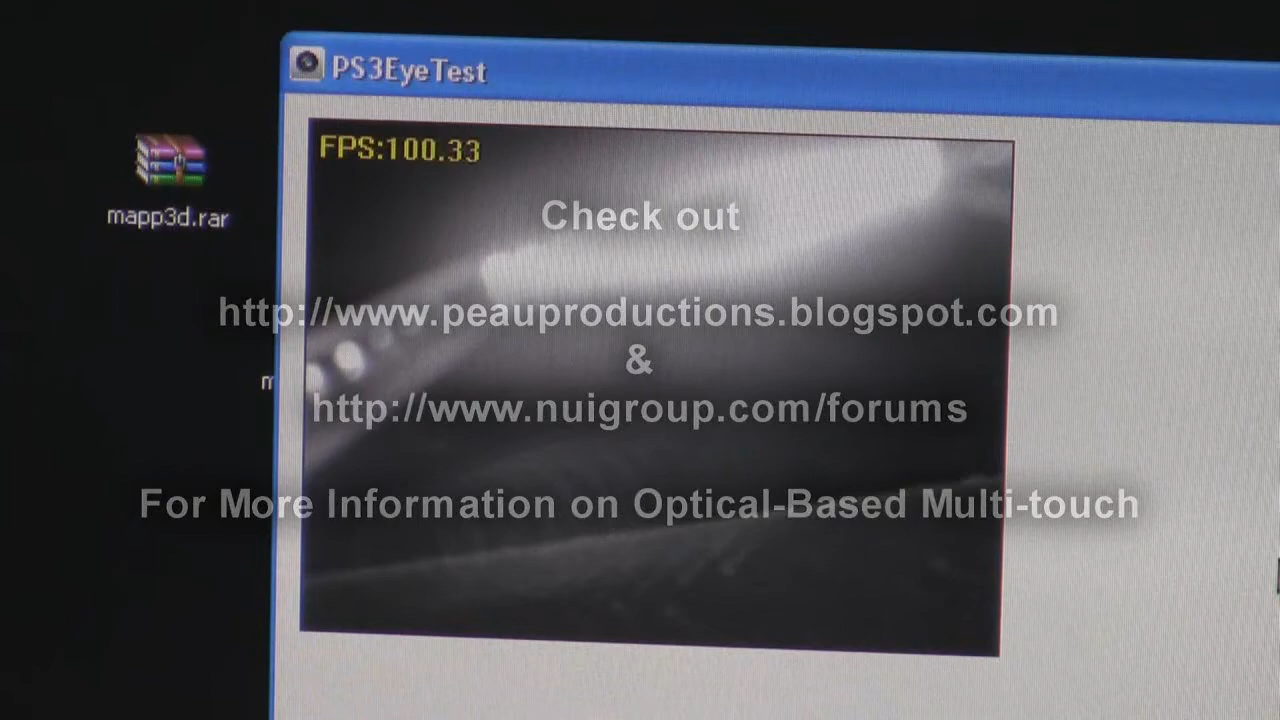 PS3EyeTest
FPS:100.33
mapp3d.rar
Check out
http://www.peauproductions.blogspot.com
&
http://www.nuigroup.com/forums
For More Information on Optical-Based Multi-touch